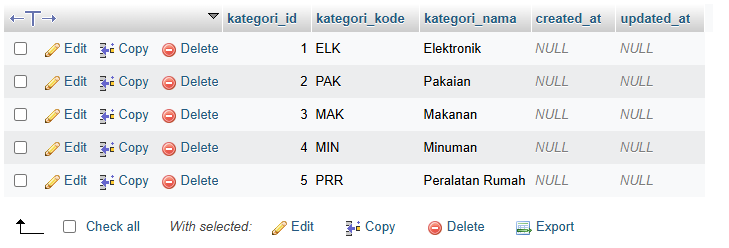 kategori_id kategori_kode kategori_nama created_at updated_at
Edit Copy Delete 1 ELK Elektronik NULL NULL
Edit Copy Delete 2 PAK Pakaian NULL NULL
Edit Copy Delete 3 MAK Makanan NULL NULL
Edit Copy Delete 4 MIN Minuman NULL NULL
Edit Copy Delete 5 PRR Peralatan Rumah NULL NULL
Check all With selected: Edit Copy Delete Export